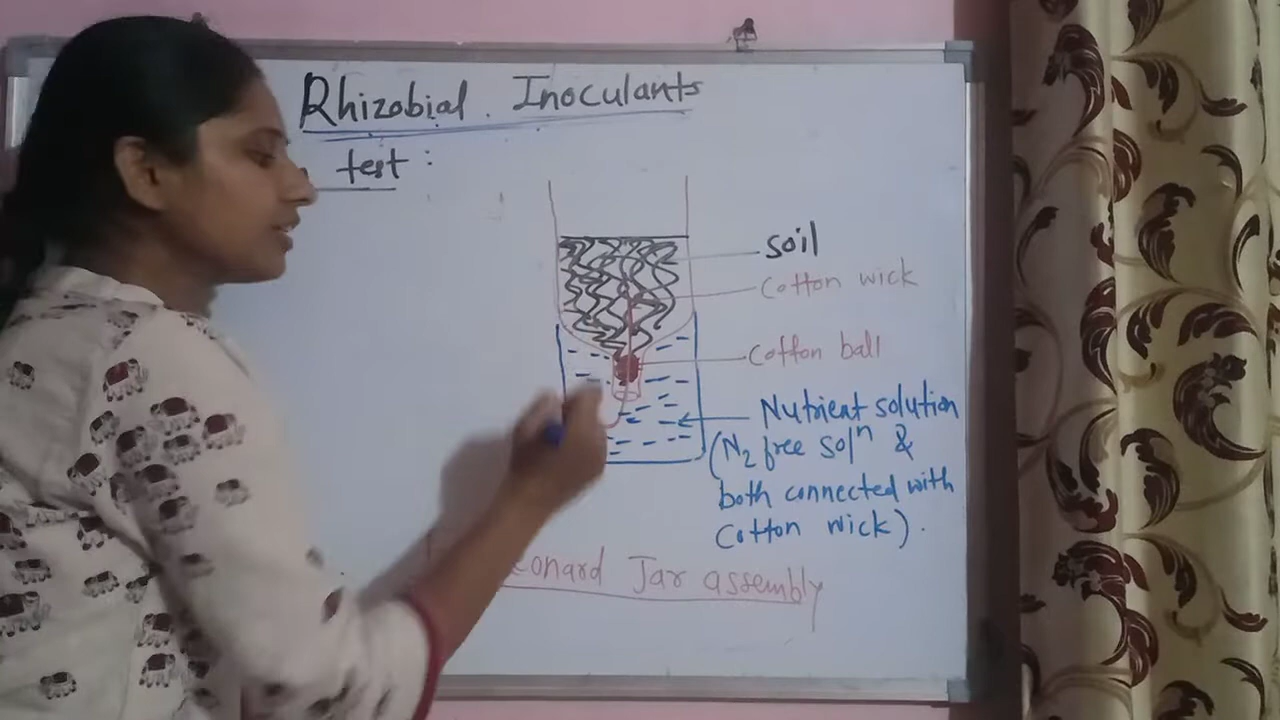 Rhizobial Inoculants
test :
soil
Cotton wick
Cotton ball
Nutrient solution
(N₂ free solⁿ &
both connected with
Cotton wick).
eonard Jar assembly